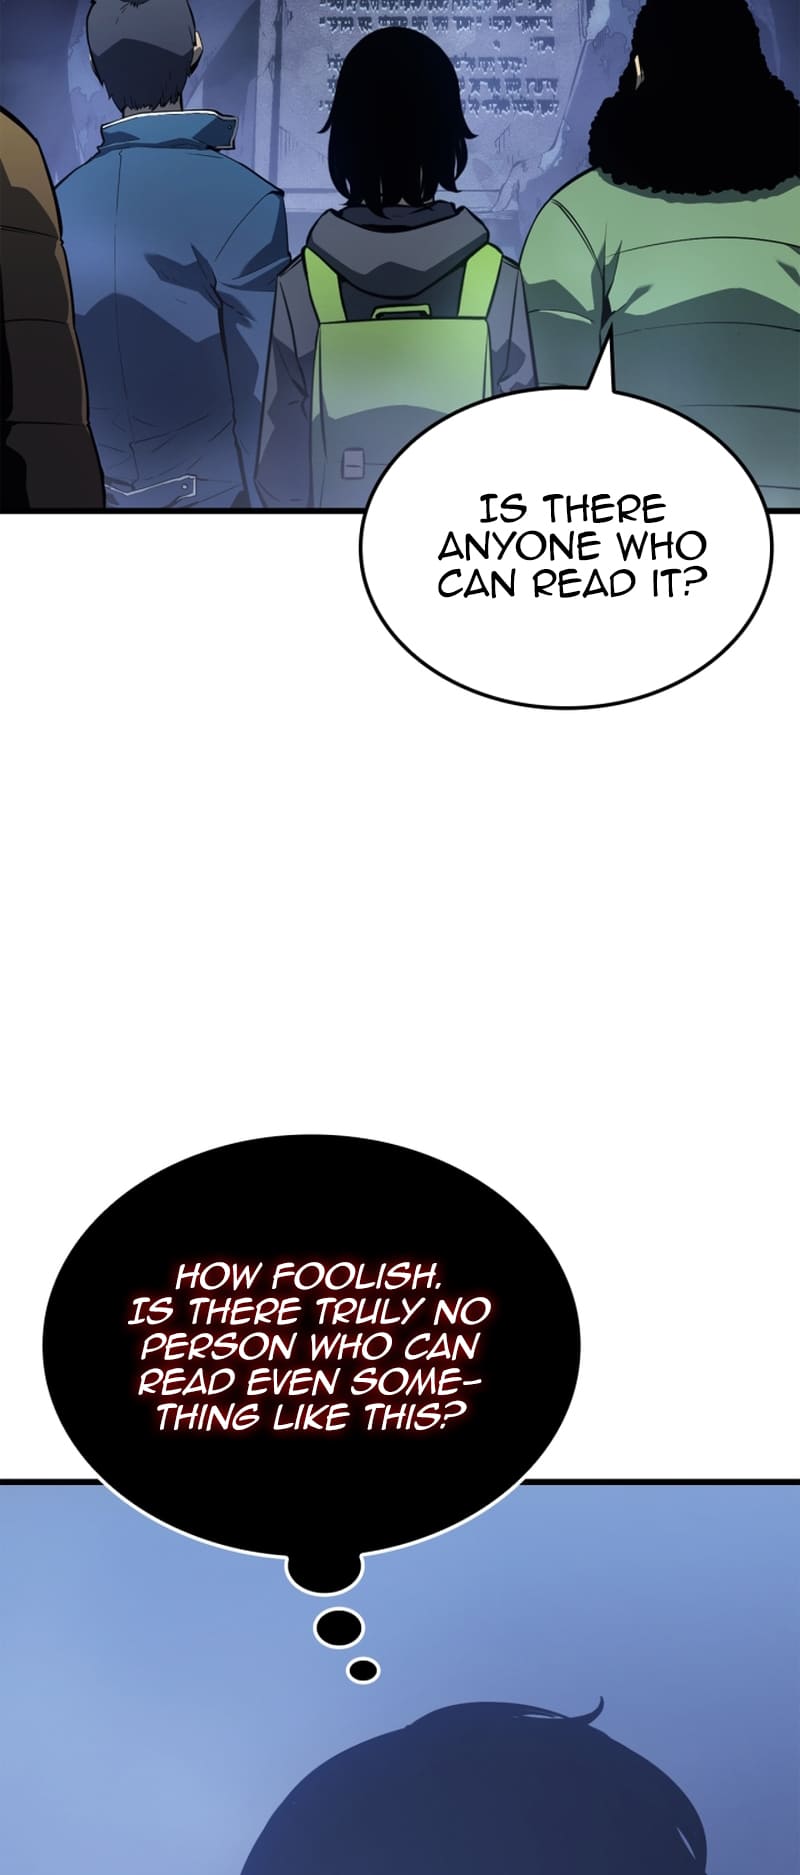 IS THERE
ANYONE WHO
CAN READ IT?
HOW FOOLISH.
IS THERE TRULY NO
PERSON WHO CAN
READ EVEN SOME-
THING LIKE THIS?